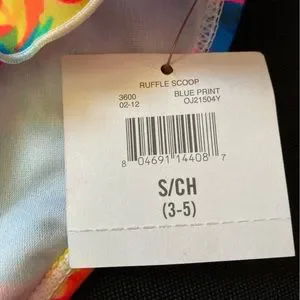 RUFFLE SCOOP
3600 BLUE PRINT
02-12 OJ21504Y
8 04691 14408 7
S/CH
(3-5)